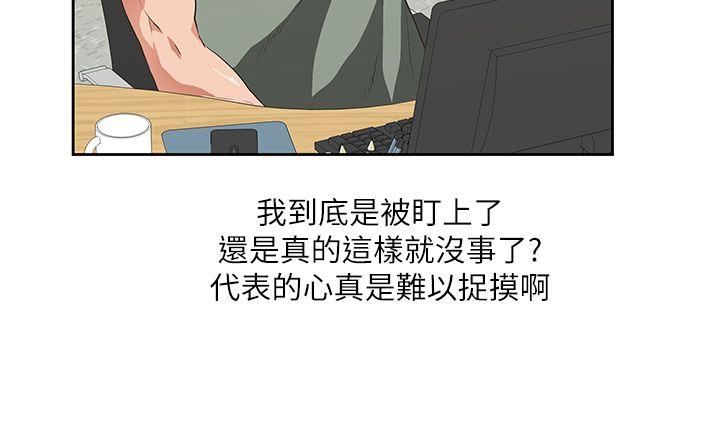 我到底是被盯上了
還是真的這樣就沒事了?
代表的心真是難以捉摸啊